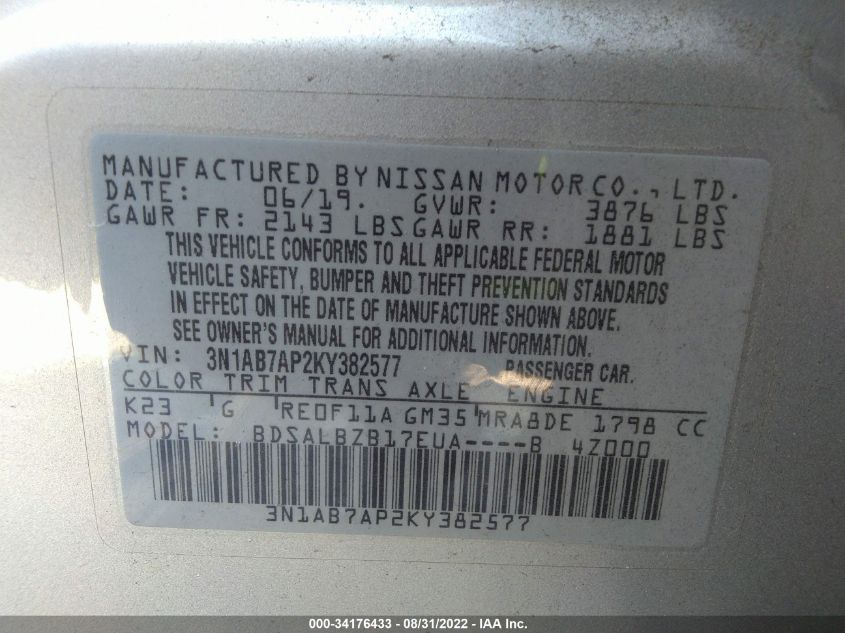 MANUFACTURED BY NISSAN MOTOR CO., LTD.
DATE: 06/19. GVWR: 3876 LBS
GAWR FR: 2143 LBS GAWR RR: 1881 LBS
THIS VEHICLE CONFORMS TO ALL APPLICABLE FEDERAL MOTOR
VEHICLE SAFETY, BUMPER AND THEFT PREVENTION STANDARDS
IN EFFECT ON THE DATE OF MANUFACTURE SHOWN ABOVE.
SEE OWNER'S MANUAL FOR ADDITIONAL INFORMATION.
VIN: 3N1AB7AP2KY382577 PASSENGER CAR.
COLOR TRIM TRANS AXLE ENGINE
K23 G RE0F11A GM35 MRA8DE 1798 CC
MODEL: BDSALBZB17EUA----B 4Z000
3N1AB7AP2KY382577
000-34176433 - 08/31/2022 - IAA Inc.